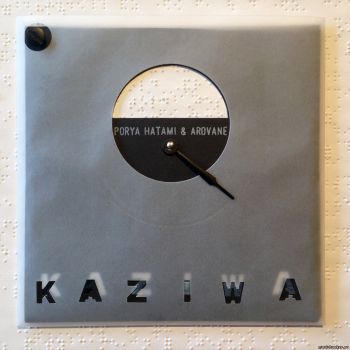 PORYA HATAMI & AROVANE
KAZIWA